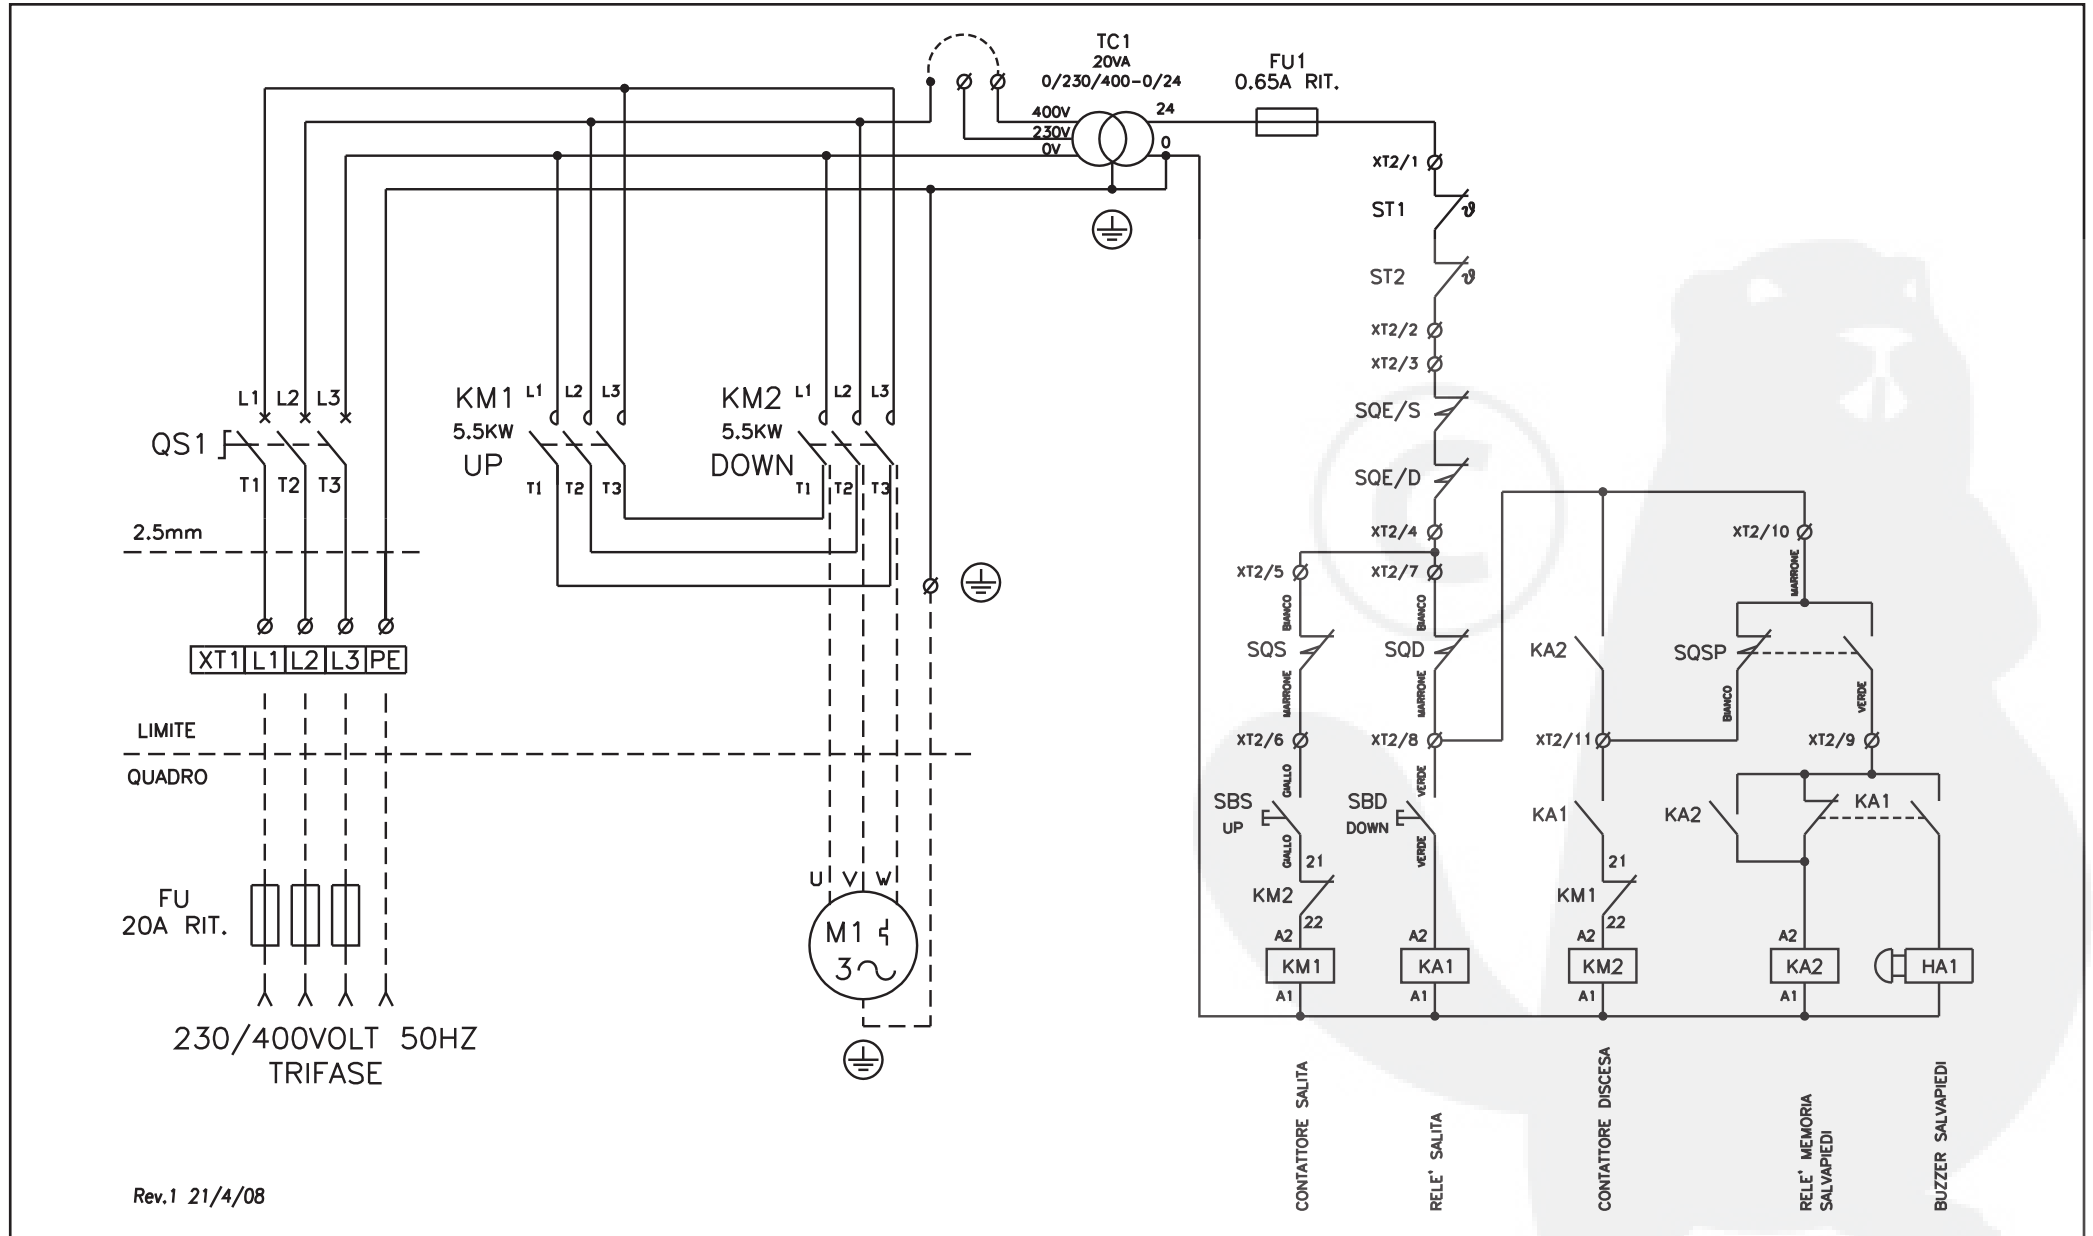 TC1
20VA
0/230/400-0/24
FU1
0.65A RIT.
400V
230V
0V
24
0
XT2/1
ST1
ϑ
ST2
ϑ
XT2/2
XT2/3
SQE/S
SQE/D
XT2/4
L1 L2 L3
QS1
T1 T2 T3
KM1
5.5KW
UP
L1 L2 L3
T1 T2 T3
KM2
5.5KW
DOWN
L1 L2 L3
T1 T2 T3
2.5mm
XT1 L1 L2 L3 PE
LIMITE
QUADRO
FU
20A RIT.
230/400VOLT 50HZ
TRIFASE
U V W
M1
3
©
XT2/5
XT2/7
XT2/10
BIANCO
BIANCO
MARRONE
SQS
SQD
KA2
SQSP
MARRONE
MARRONE
BIANCO
VERDE
XT2/6
XT2/8
XT2/11
XT2/9
GIALLO
VERDE
SBS
UP
SBD
DOWN
KA1
KA2
KA1
GIALLO
VERDE
21
21
KM2
KM1
22
22
A2
A2
A2
A2
KM1
KA1
KM2
KA2
HA1
A1
A1
A1
A1
CONTATTORE SALITA
RELE' SALITA
CONTATTORE DISCESA
RELE' MEMORIA
SALVAPIEDI
BUZZER SALVAPIEDI
Rev.1 21/4/08